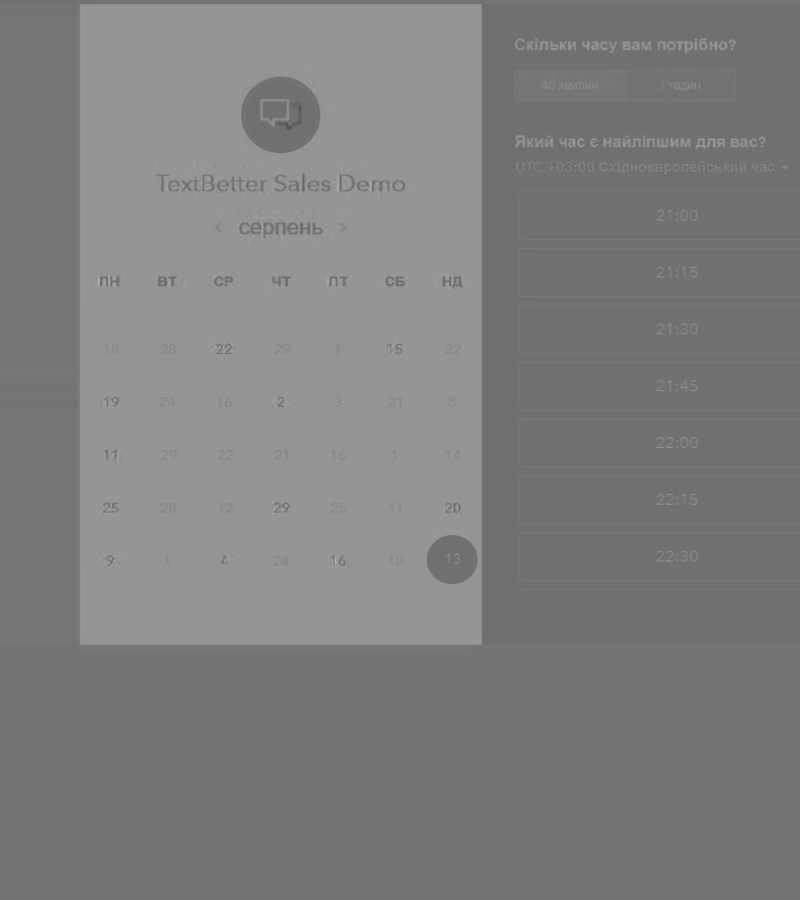 TextBetter Sales Demo
серпень
ПН ВТ СР ЧТ ПТ СБ НД
18 28 22 29 1 15 22
19 24 16 2 3 21 8
11 29 22 21 16 1 14
25 28 12 29 25 11 20
9 1 4 24 16 10 13
Скільки часу вам потрібно?
40 хвилин 1 годин
Який час є найліпшим для вас?
UTC +03:00 Східноєвропейський час
21:00
21:15
21:30
21:45
22:00
22:15
22:30